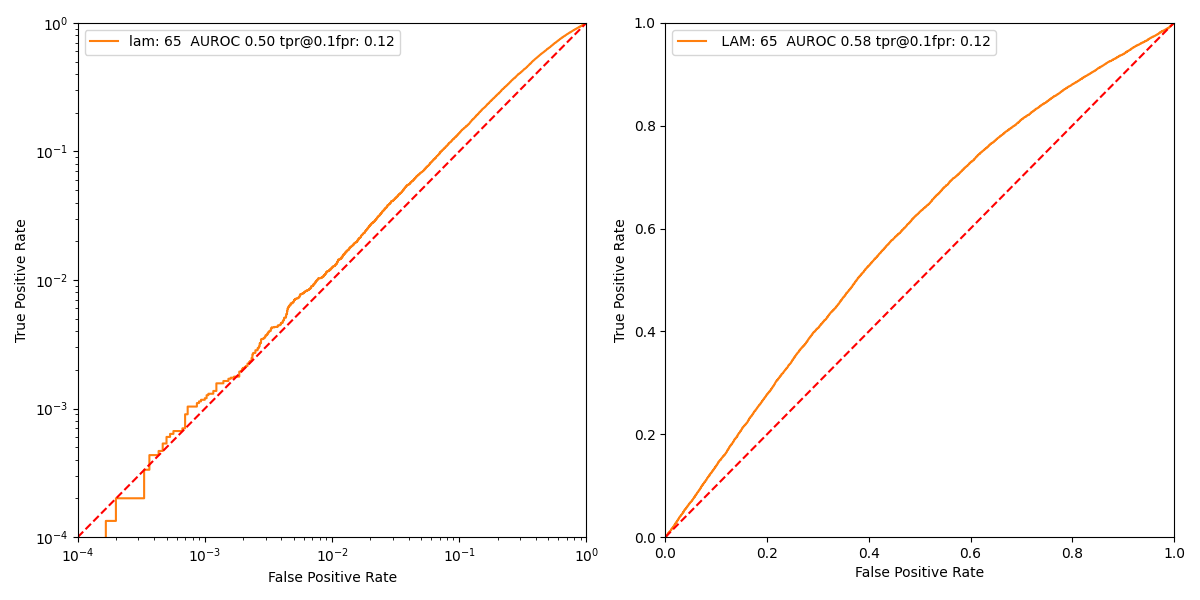 lam: 65 AUROC 0.50 tpr@0.1fpr: 0.12
True Positive Rate
10⁰
10⁻¹
10⁻²
10⁻³
10⁻⁴
10⁻⁴ 10⁻³ 10⁻² 10⁻¹ 10⁰
False Positive Rate
LAM: 65 AUROC 0.58 tpr@0.1fpr: 0.12
True Positive Rate
1.0
0.8
0.6
0.4
0.2
0.0
0.0 0.2 0.4 0.6 0.8 1.0
False Positive Rate